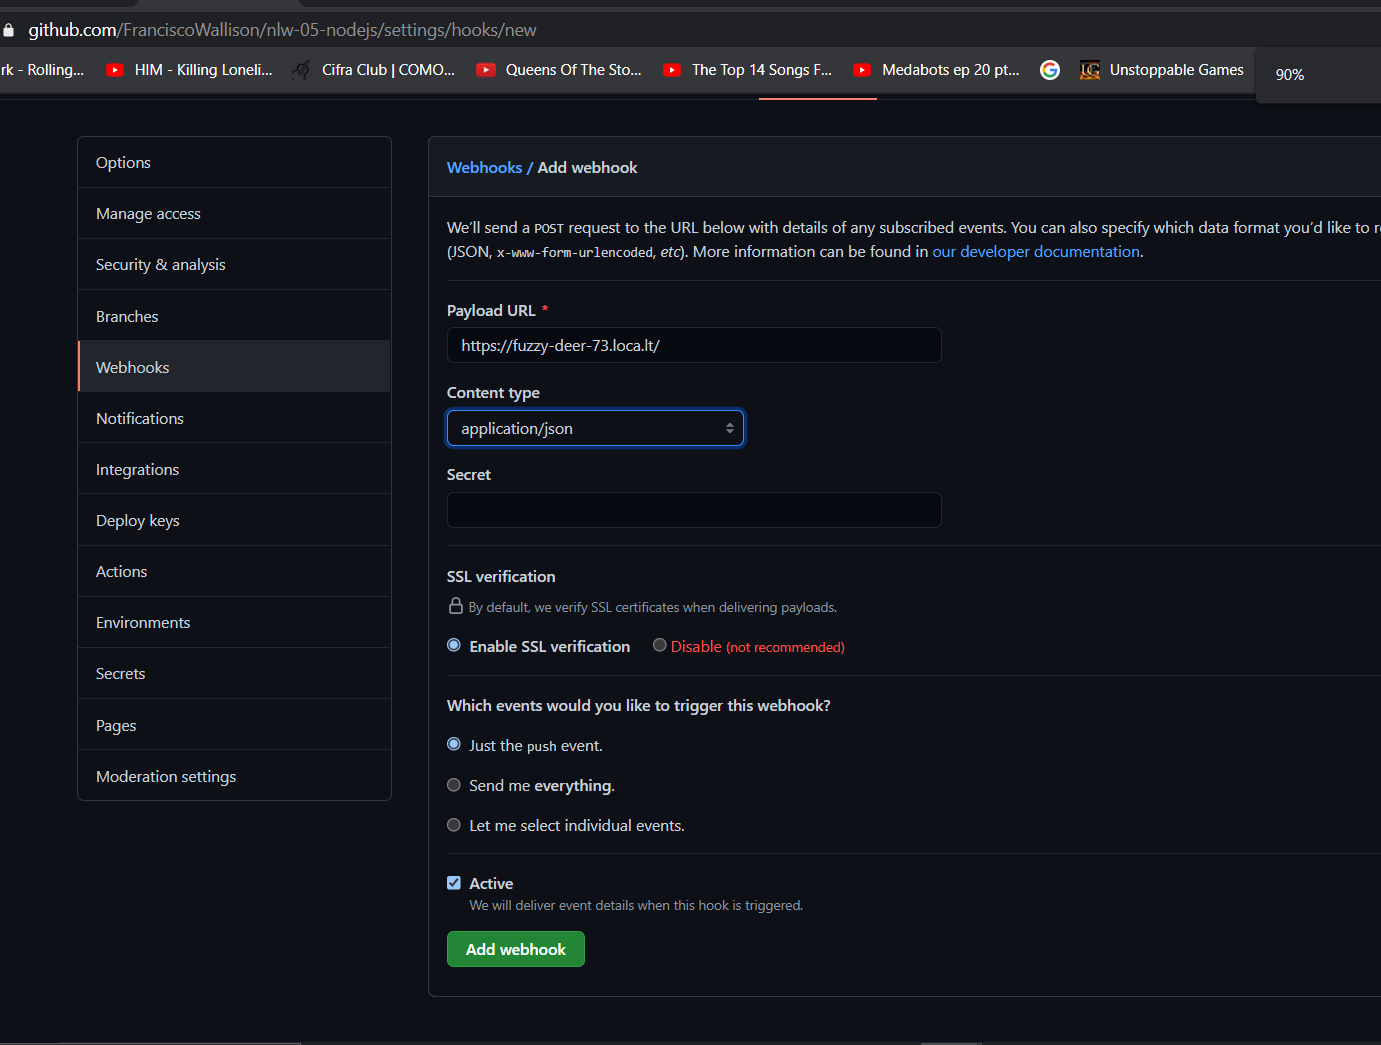 github.com/FranciscoWallison/nlw-05-nodejs/settings/hooks/new
rk - Rolling... HIM - Killing Loneli... Cifra Club | COMO... Queens Of The Sto... The Top 14 Songs F... Medabots ep 20 pt... G UG Unstoppable Games
90%
Options
Manage access
Security & analysis
Branches
Webhooks
Notifications
Integrations
Deploy keys
Actions
Environments
Secrets
Pages
Moderation settings
Webhooks / Add webhook
We'll send a POST request to the URL below with details of any subscribed events. You can also specify which data format you'd like to r
(JSON, x-www-form-urlencoded, etc). More information can be found in our developer documentation.
Payload URL *
https://fuzzy-deer-73.loca.lt/
Content type
application/json
Secret
SSL verification
By default, we verify SSL certificates when delivering payloads.
Enable SSL verification Disable (not recommended)
Which events would you like to trigger this webhook?
Just the push event.
Send me everything.
Let me select individual events.
Active
We will deliver event details when this hook is triggered.
Add webhook